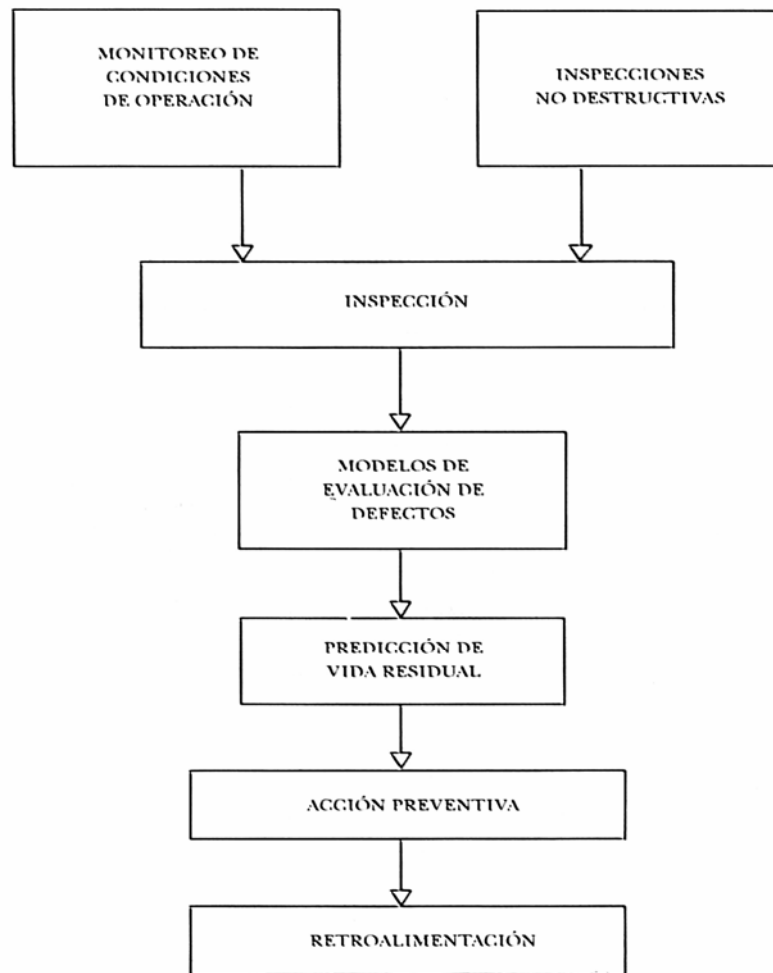 MONITOREO DE
CONDICIONES
DE OPERACIÓN
INSPECCIONES
NO DESTRUCTIVAS
INSPECCIÓN
MODELOS DE
EVALUACIÓN DE
DEFECTOS
PREDICCIÓN DE
VIDA RESIDUAL
ACCIÓN PREVENTIVA
RETROALIMENTACIÓN